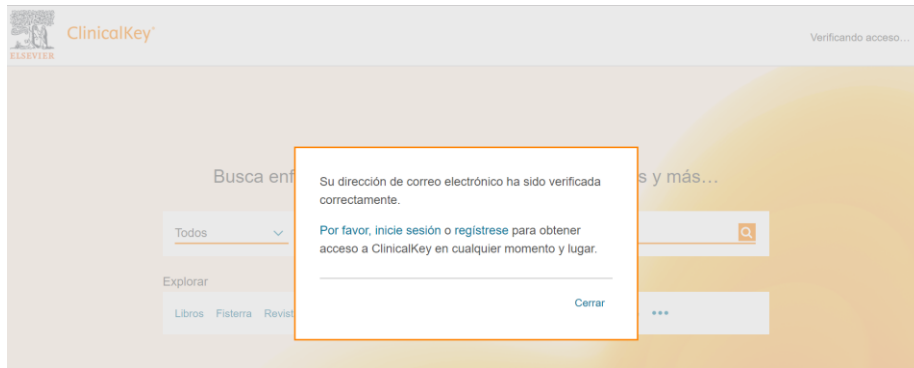 ELSEVIER
ClinicalKey
Verificando acceso...
Busca enf
s y más...
Su dirección de correo electrónico ha sido verificada
correctamente.
Por favor, inicie sesión o regístrese para obtener
acceso a ClinicalKey en cualquier momento y lugar.
Cerrar
Todos
Explorar
Libros Fisterra Revist